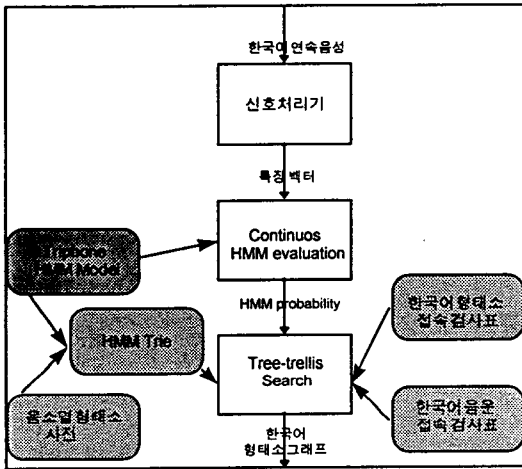 한국어 연속음성
신호처리기
특징 벡터
Continuos
HMM evaluation
Triphone
HMM Model
HMM probability
한국어형태소
접속검사표
HMM Trie
Tree-trellis
Search
음소열형태소
사전
한국어음운
접속검사표
한국어
형태소그래프